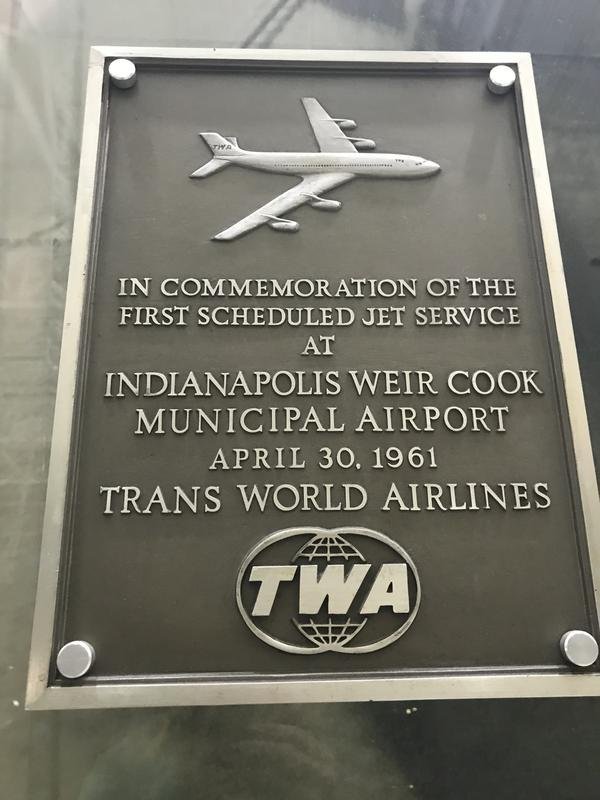 TWA
IN COMMEMORATION OF THE
FIRST SCHEDULED JET SERVICE
AT
INDIANAPOLIS WEIR COOK
MUNICIPAL AIRPORT
APRIL 30, 1961
TRANS WORLD AIRLINES
TWA